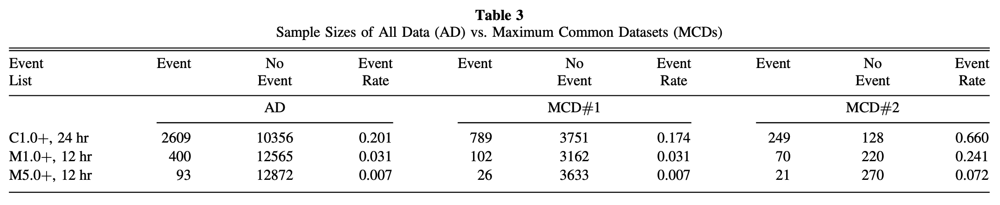 Table 3
Sample Sizes of All Data (AD) vs. Maximum Common Datasets (MCDs)
Event No Event Event No Event Event No Event
List Event Rate Event Rate Event Rate
AD MCD#1 MCD#2
C1.0+, 24 hr 2609 10356 0.201 789 3751 0.174 249 128 0.660
M1.0+, 12 hr 400 12565 0.031 102 3162 0.031 70 220 0.241
M5.0+, 12 hr 93 12872 0.007 26 3633 0.007 21 270 0.072